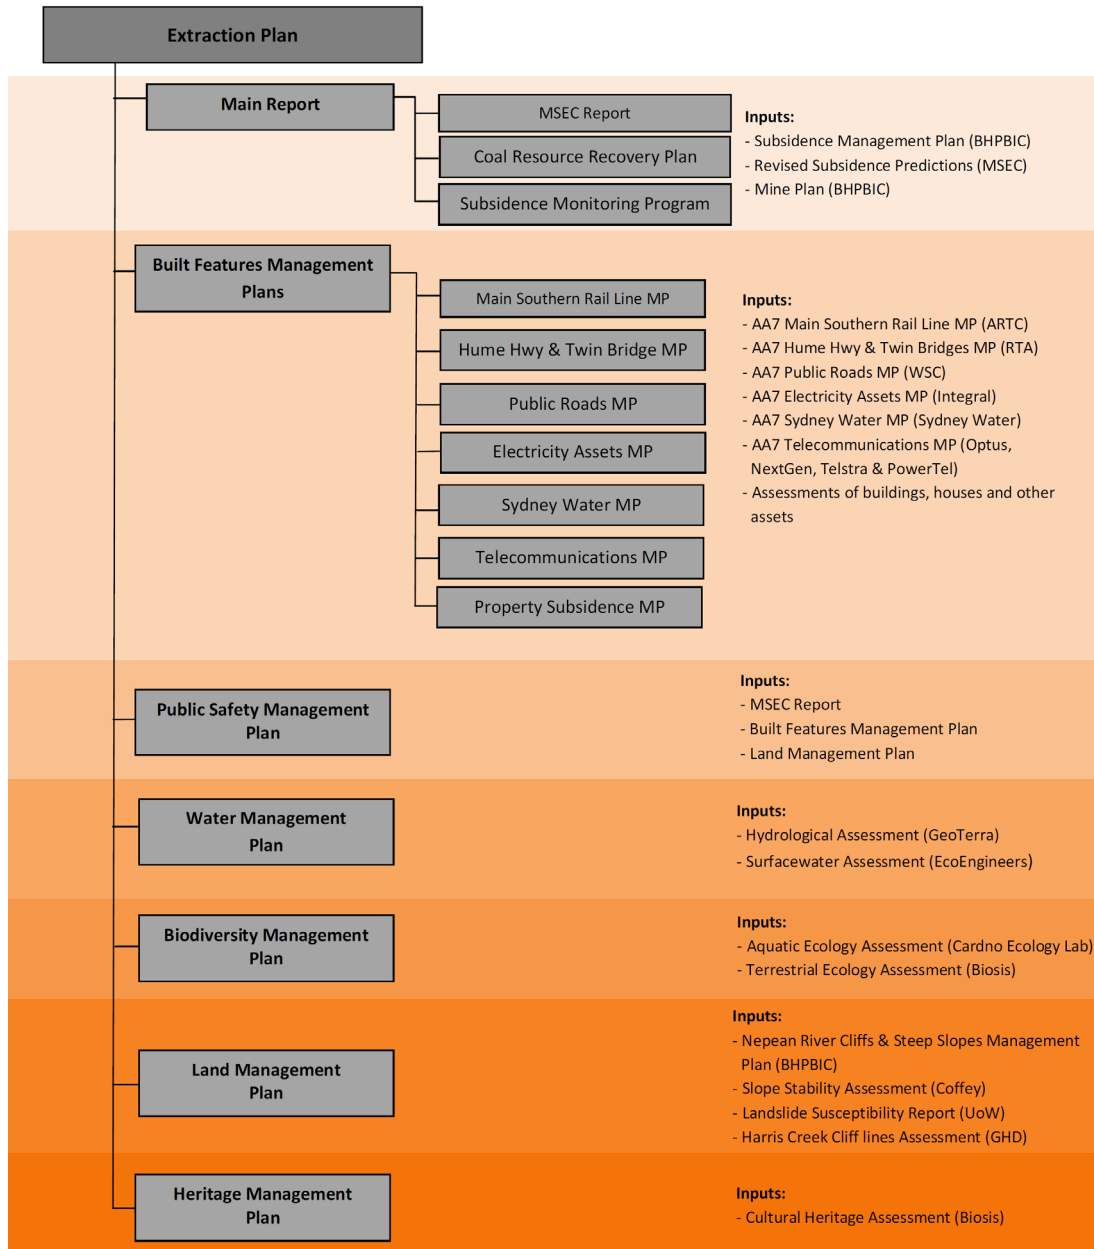 Extraction Plan
Main Report
MSEC Report
Coal Resource Recovery Plan
Subsidence Monitoring Program
Inputs:
- Subsidence Management Plan (BHPBIC)
- Revised Subsidence Predictions (MSEC)
- Mine Plan (BHPBIC)
Built Features Management
Plans
Main Southern Rail Line MP
Hume Hwy & Twin Bridge MP
Public Roads MP
Electricity Assets MP
Sydney Water MP
Telecommunications MP
Property Subsidence MP
Inputs:
- AA7 Main Southern Rail Line MP (ARTC)
- AA7 Hume Hwy & Twin Bridges MP (RTA)
- AA7 Public Roads MP (WSC)
- AA7 Electricity Assets MP (Integral)
- AA7 Sydney Water MP (Sydney Water)
- AA7 Telecommunications MP (Optus,
NextGen, Telstra & PowerTel)
- Assessments of buildings, houses and other
assets
Public Safety Management
Plan
Inputs:
- MSEC Report
- Built Features Management Plan
- Land Management Plan
Water Management
Plan
Inputs:
- Hydrological Assessment (GeoTerra)
- Surfacewater Assessment (EcoEngineers)
Biodiversity Management
Plan
Inputs:
- Aquatic Ecology Assessment (Cardno Ecology Lab)
- Terrestrial Ecology Assessment (Biosis)
Land Management
Plan
Inputs:
- Nepean River Cliffs & Steep Slopes Management
Plan (BHPBIC)
- Slope Stability Assessment (Coffey)
- Landslide Susceptibility Report (UoW)
- Harris Creek Cliff lines Assessment (GHD)
Heritage Management
Plan
Inputs:
- Cultural Heritage Assessment (Biosis)